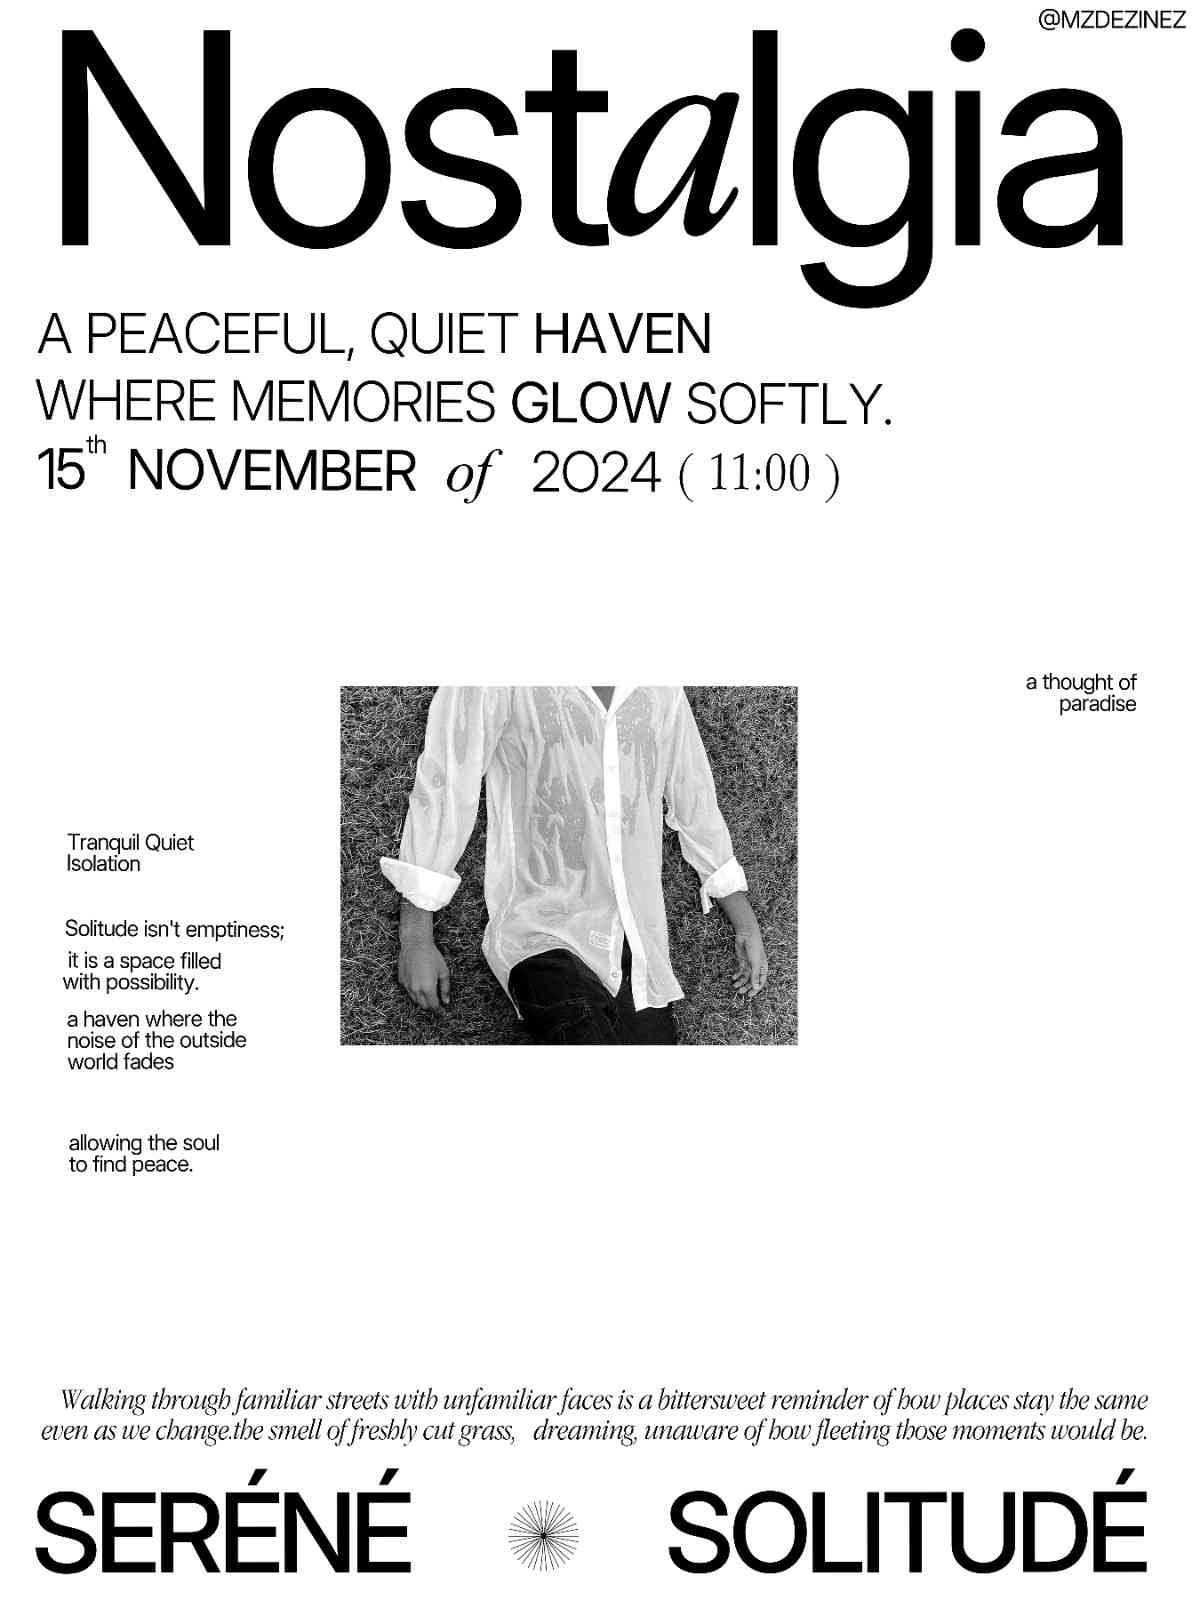 @MZDEZINEZ
Nostalgia
A PEACEFUL, QUIET HAVEN
WHERE MEMORIES GLOW SOFTLY.
15th NOVEMBER of 2024 ( 11:00 )
a thought of
paradise
Tranquil Quiet
Isolation
Solitude isn't emptiness;
it is a space filled
with possibility.
a haven where the
noise of the outside
world fades
allowing the soul
to find peace.
Walking through familiar streets with unfamiliar faces is a bittersweet reminder of how places stay the same
even as we change.the smell of freshly cut grass, dreaming, unaware of how fleeting those moments would be.
SERÉNÉ SOLITUDÉ